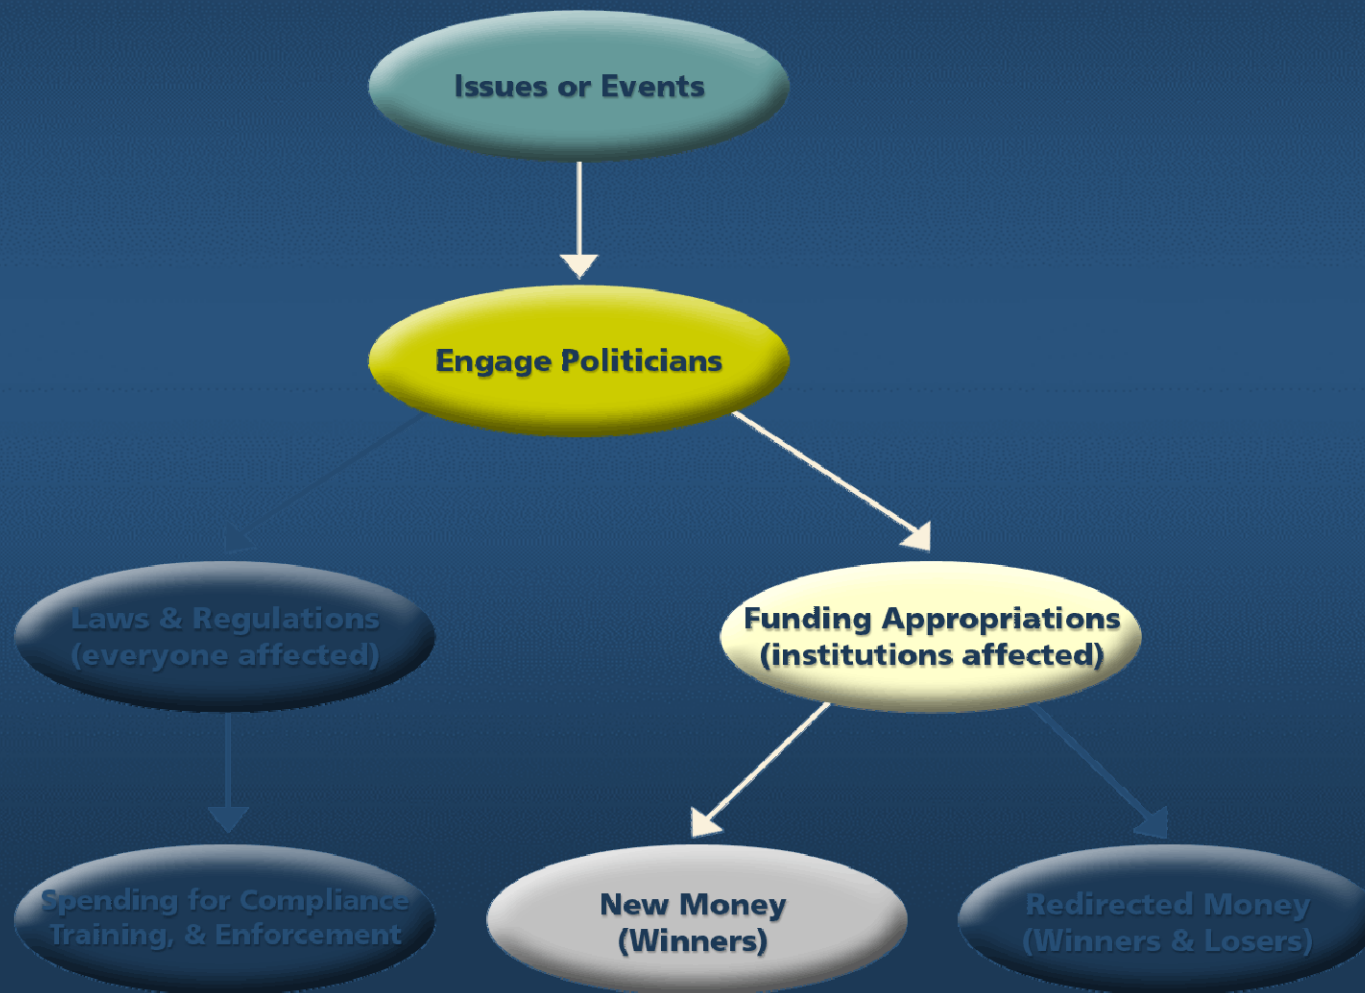 Issues or Events
Engage Politicians
Laws & Regulations
(everyone affected)
Funding Appropriations
(institutions affected)
Spending for Compliance
Training, & Enforcement
New Money
(Winners)
Redirected Money
(Winners & Losers)